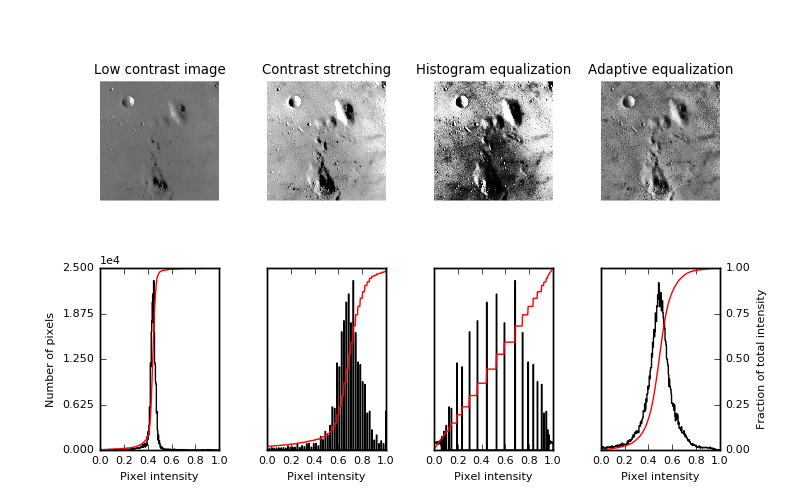 Low contrast image
Contrast stretching
Histogram equalization
Adaptive equalization
1e4
2.500
1.875
1.250
0.625
0.000
Number of pixels
0.0 0.2 0.4 0.6 0.8 1.0
Pixel intensity
0.0 0.2 0.4 0.6 0.8 1.0
Pixel intensity
0.0 0.2 0.4 0.6 0.8 1.0
Pixel intensity
0.0 0.2 0.4 0.6 0.8 1.0
Pixel intensity
1.00
0.75
0.50
0.25
0.00
Fraction of total intensity